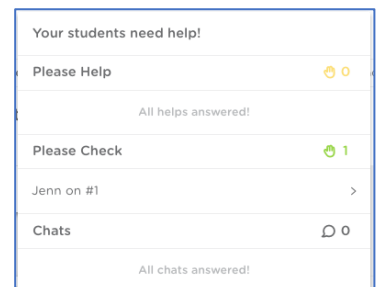 Your students need help!
Please Help 0
All helps answered!
Please Check 1
Jenn on #1 >
Chats 0
All chats answered!